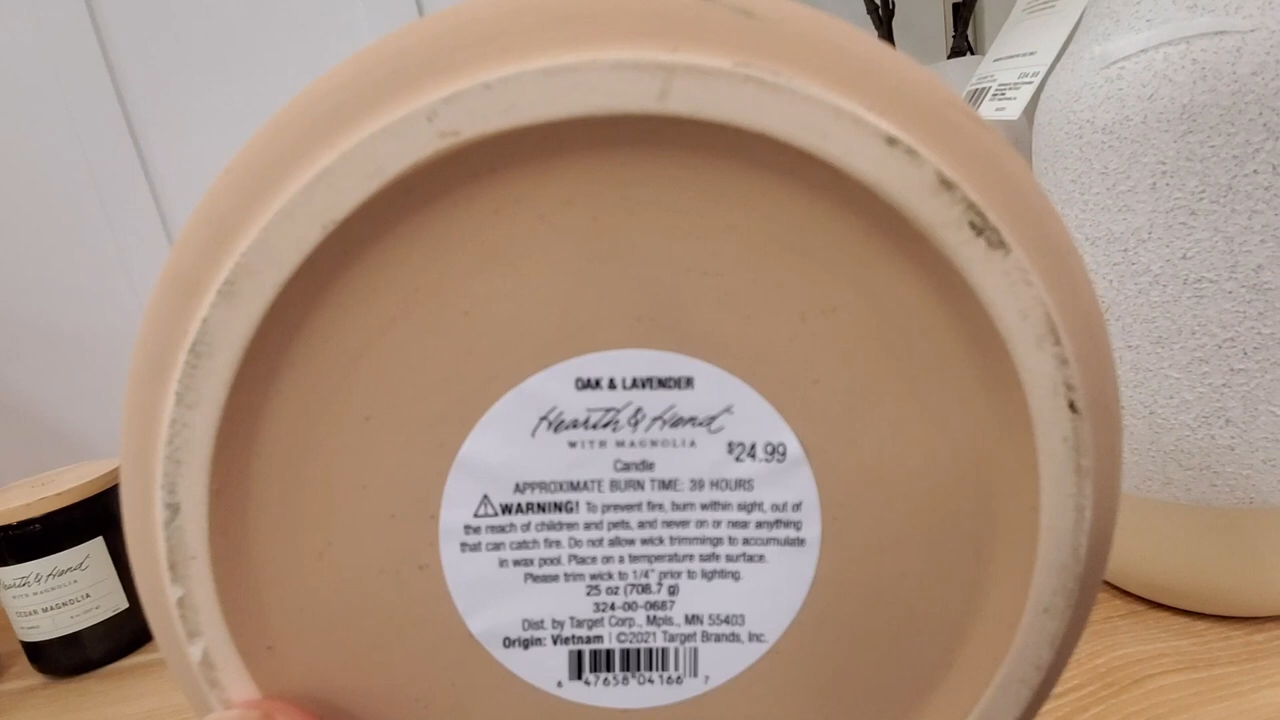 OAK & LAVENDER
Hearth & Hand
WITH MAGNOLIA
$24.99
Candle
APPROXIMATE BURN TIME: 39 HOURS
WARNING! To prevent fire, burn within sight, out of
the reach of children and pets, and never on or near anything
that can catch fire. Do not allow wick trimmings to accumulate
in wax pool. Place on a temperature safe surface.
Please trim wick to 1/4" prior to lighting.
25 oz (708.7 g)
324-00-0687
Dist. by Target Corp., Mpls., MN 55403
Origin: Vietnam | ©2021 Target Brands, Inc.
6 47658 04166 7
Hearth & Hand
WITH MAGNOLIA
CEDAR MAGNOLIA